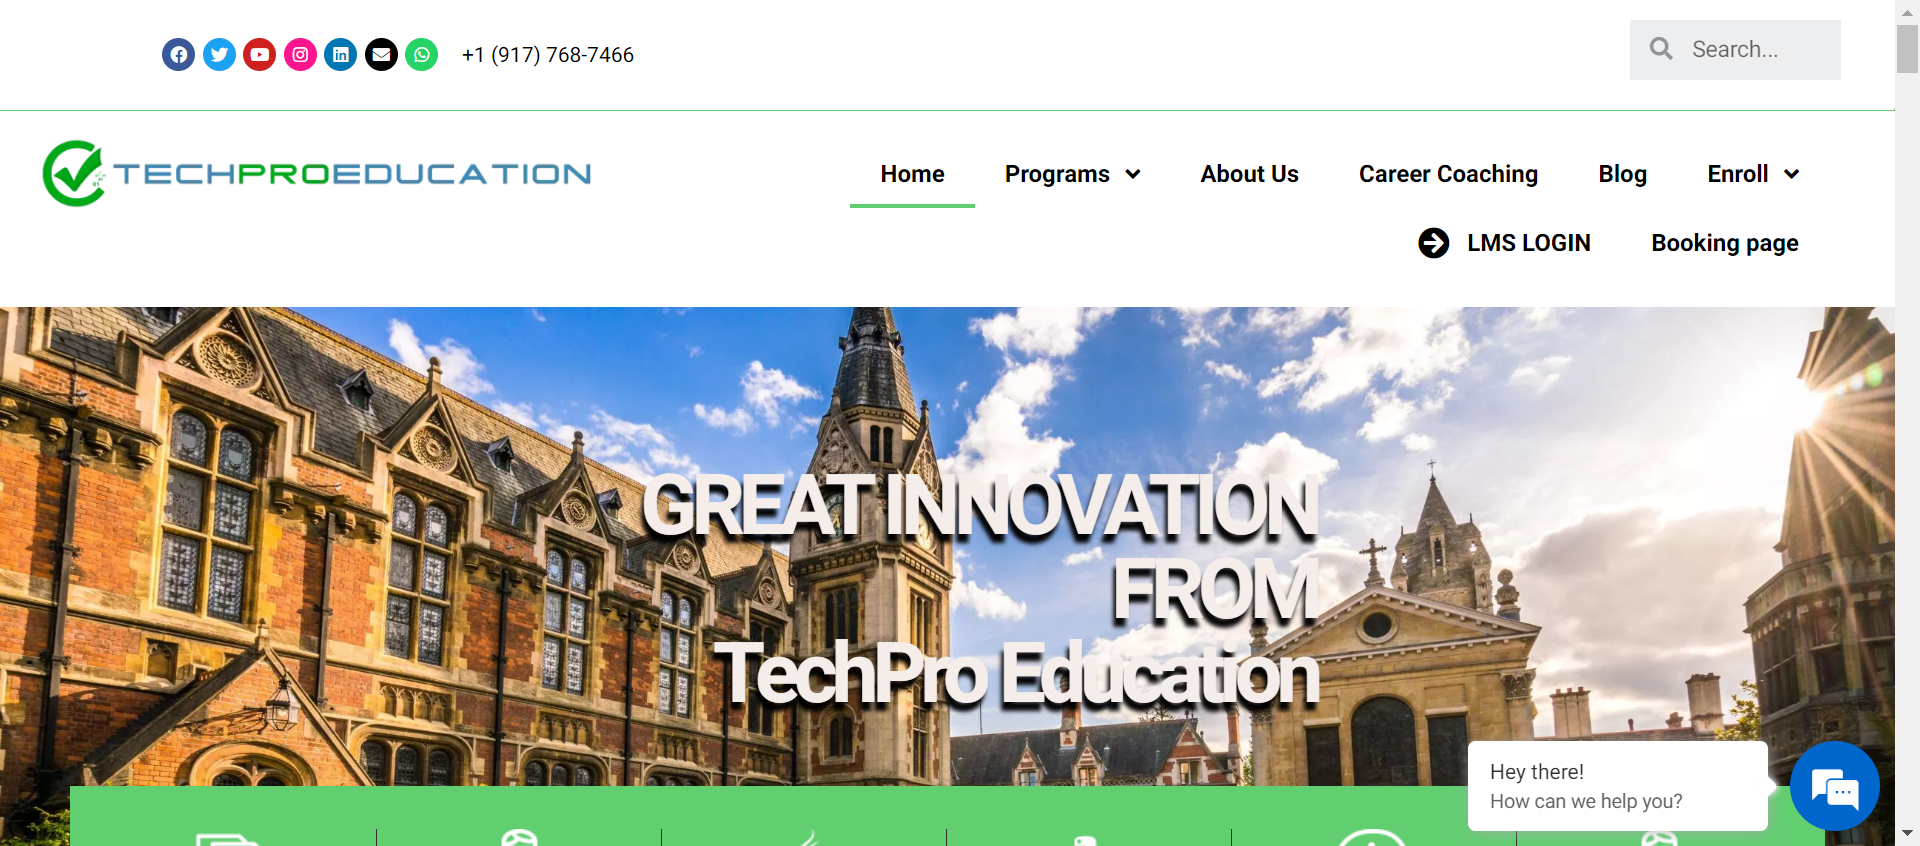 +1 (917) 768-7466
Search...
TECHPROEDUCATION
Home Programs About Us Career Coaching Blog Enroll
LMS LOGIN Booking page
GREAT INNOVATION
FROM
TechPro Education
Hey there!
How can we help you?